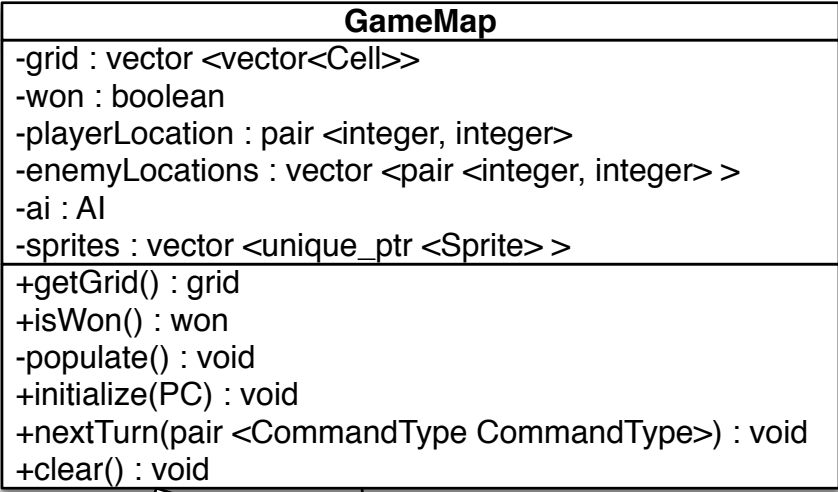 GameMap
-grid : vector <vector<Cell>>
-won : boolean
-playerLocation : pair <integer, integer>
-enemyLocations : vector <pair <integer, integer> >
-ai : AI
-sprites : vector <unique_ptr <Sprite> >
+getGrid() : grid
+isWon() : won
-populate() : void
+initialize(PC) : void
+nextTurn(pair <CommandType CommandType>) : void
+clear() : void